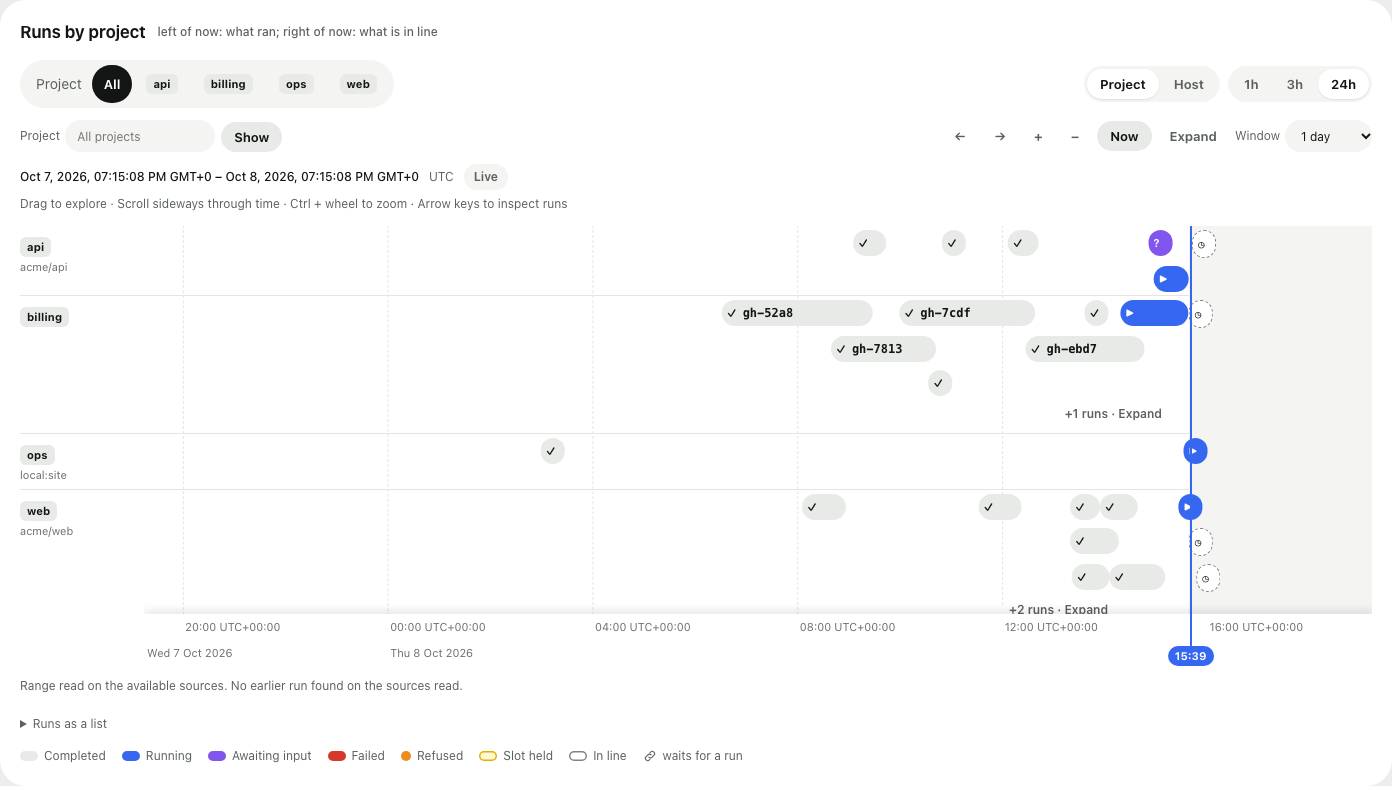 Runs by project left of now: what ran; right of now: what is in line
Project All api billing ops web Project Host 1h 3h 24h
Project All projects Show ← → + − Now Expand Window 1 day
Oct 7, 2026, 07:15:08 PM GMT+0 – Oct 8, 2026, 07:15:08 PM GMT+0 UTC Live
Drag to explore · Scroll sideways through time · Ctrl + wheel to zoom · Arrow keys to inspect runs
api
?
acme/api
billing
gh-52a8 gh-7cdf
gh-7813 gh-ebd7
+1 runs · Expand
ops
local:site
web
acme/web
+2 runs · Expand
20:00 UTC+00:00 00:00 UTC+00:00 04:00 UTC+00:00 08:00 UTC+00:00 12:00 UTC+00:00 16:00 UTC+00:00
Wed 7 Oct 2026 Thu 8 Oct 2026 15:39
Range read on the available sources. No earlier run found on the sources read.
Runs as a list
Completed Running Awaiting input Failed Refused Slot held In line waits for a run